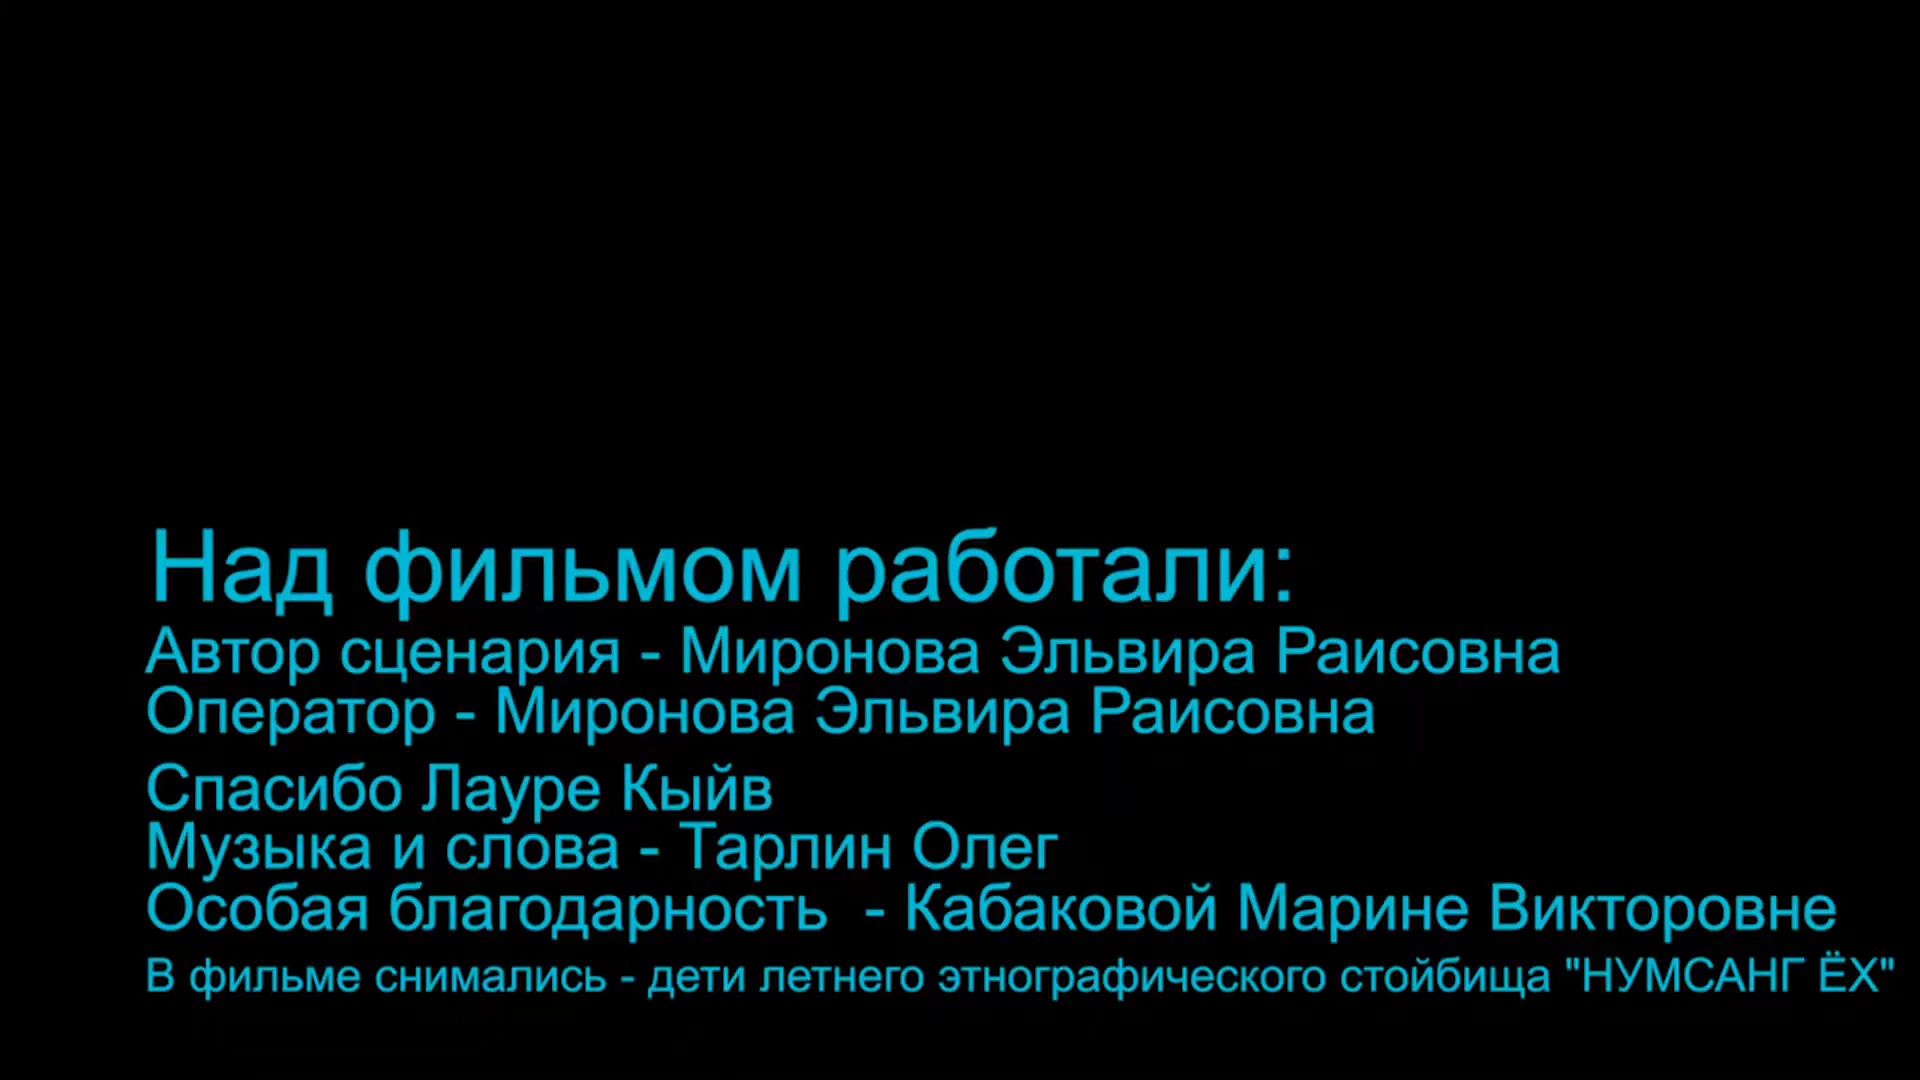 Над фильмом работали:
Автор сценария - Миронова Эльвира Раисовна
Оператор - Миронова Эльвира Раисовна
Спасибо Лауре Кыйв
Музыка и слова - Тарлин Олег
Особая благодарность - Кабаковой Марине Викторовне
В фильме снимались - дети летнего этнографического стойбища "НУМСАНГ ЁХ"